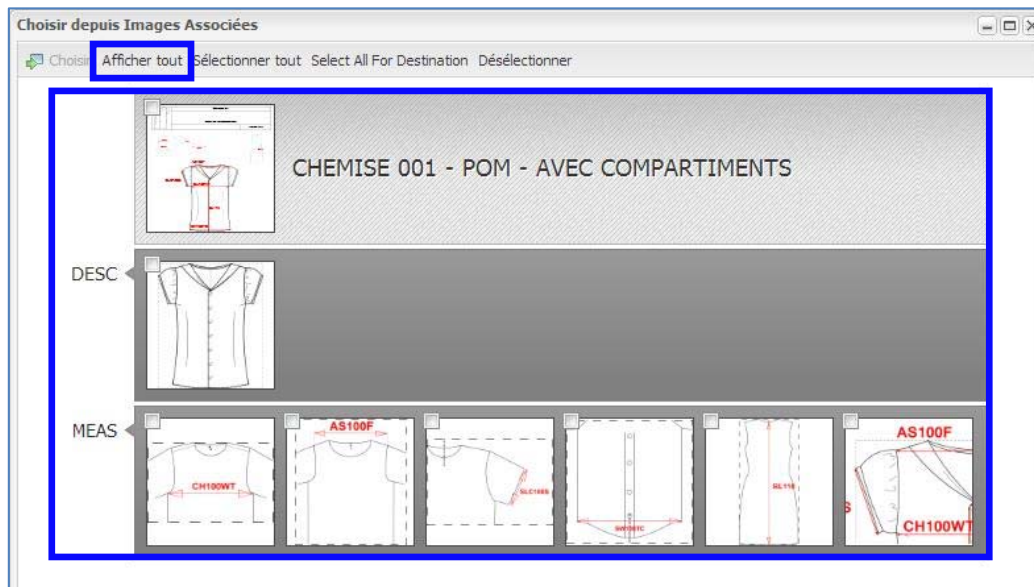 Choisir depuis Images Associées
Choisir Afficher tout Sélectionner tout Select All For Destination Désélectionner
CHEMISE 001 - POM - AVEC COMPARTIMENTS
DESC
MEAS
CH100WT
AS100F
AS100F
CH100WT